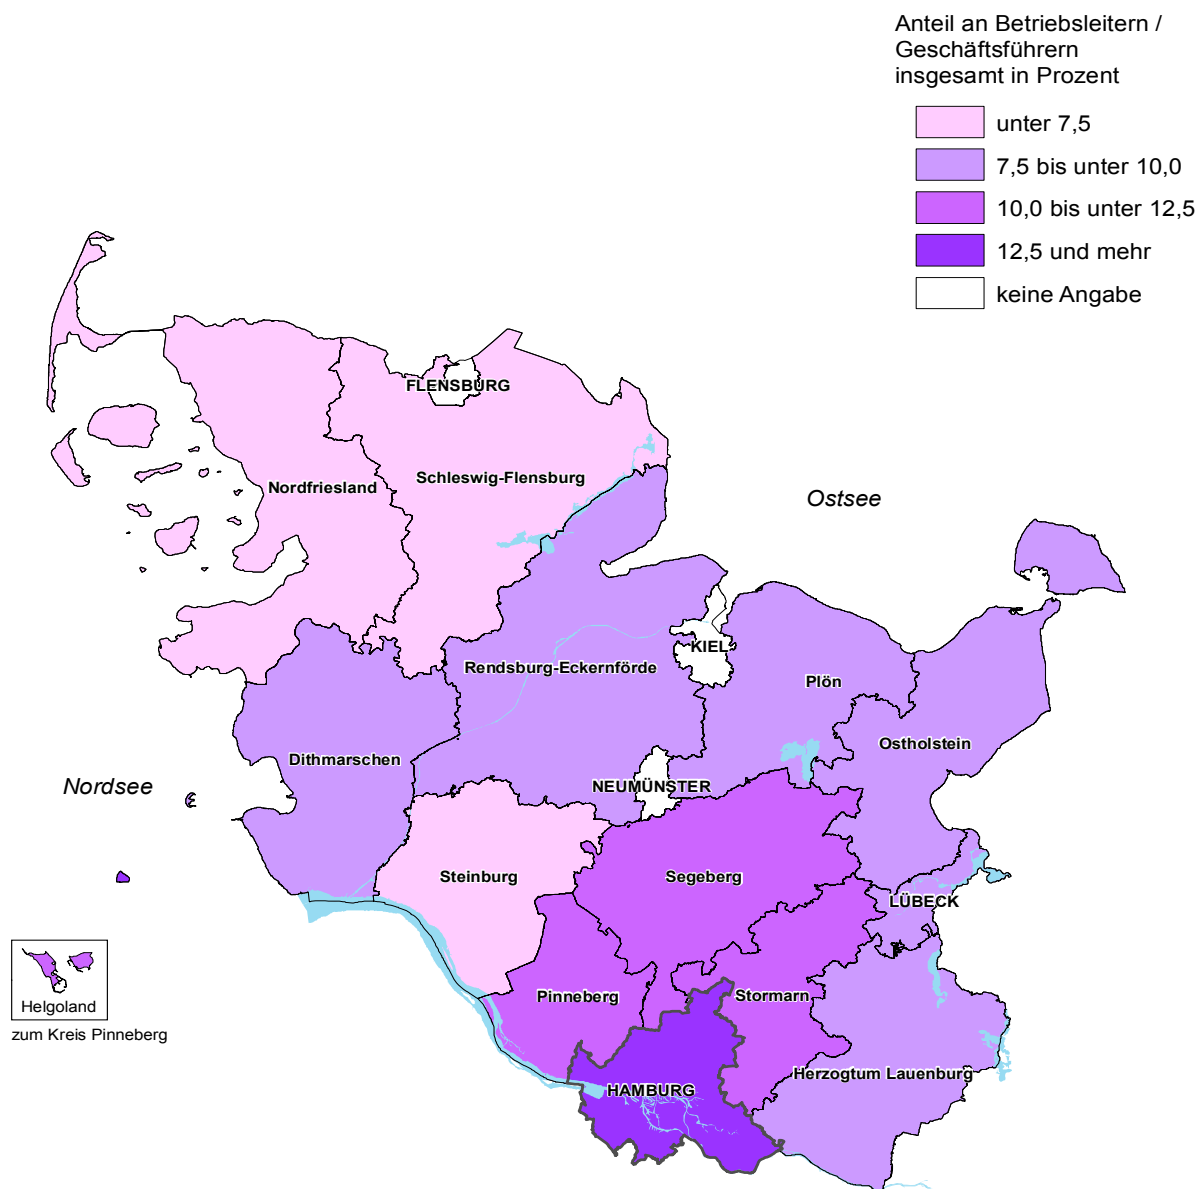 Anteil an Betriebsleitern /
Geschäftsführern
insgesamt in Prozent
unter 7,5
7,5 bis unter 10,0
10,0 bis unter 12,5
12,5 und mehr
keine Angabe
FLENSBURG
Schleswig-Flensburg
Nordfriesland
Ostsee
KIEL
Rendsburg-Eckernförde
Plön
Ostholstein
Dithmarschen
Nordsee
NEUMÜNSTER
Steinburg
Segeberg
LÜBECK
Pinneberg
Stormarn
Helgoland
zum Kreis Pinneberg
Herzogtum Lauenburg
HAMBURG